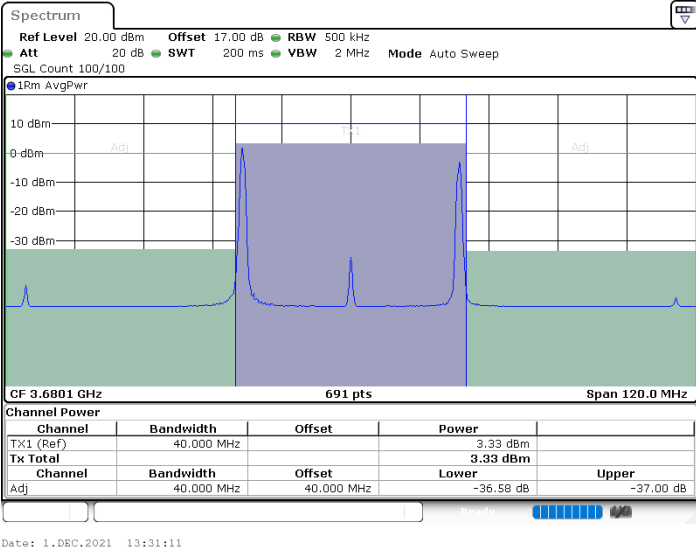 Spectrum
Ref Level 20.00 dBm Offset 17.00 dB RBW 500 kHz
Att 20 dB SWT 200 ms VBW 2 MHz Mode Auto Sweep
SGL Count 100/100
1Rm AvgPwr
10 dBm
TX1
Adj
Adj
0 dBm
-10 dBm
-20 dBm
-30 dBm
CF 3.6801 GHz 691 pts Span 120.0 MHz
Channel Power
Channel Bandwidth Offset Power
TX1 (Ref) 40.000 MHz 3.33 dBm
Tx Total 3.33 dBm
Channel Bandwidth Offset Lower Upper
Adj 40.000 MHz 40.000 MHz -36.58 dB -37.00 dB
Ready
Date: 1.DEC.2021 13:31:11